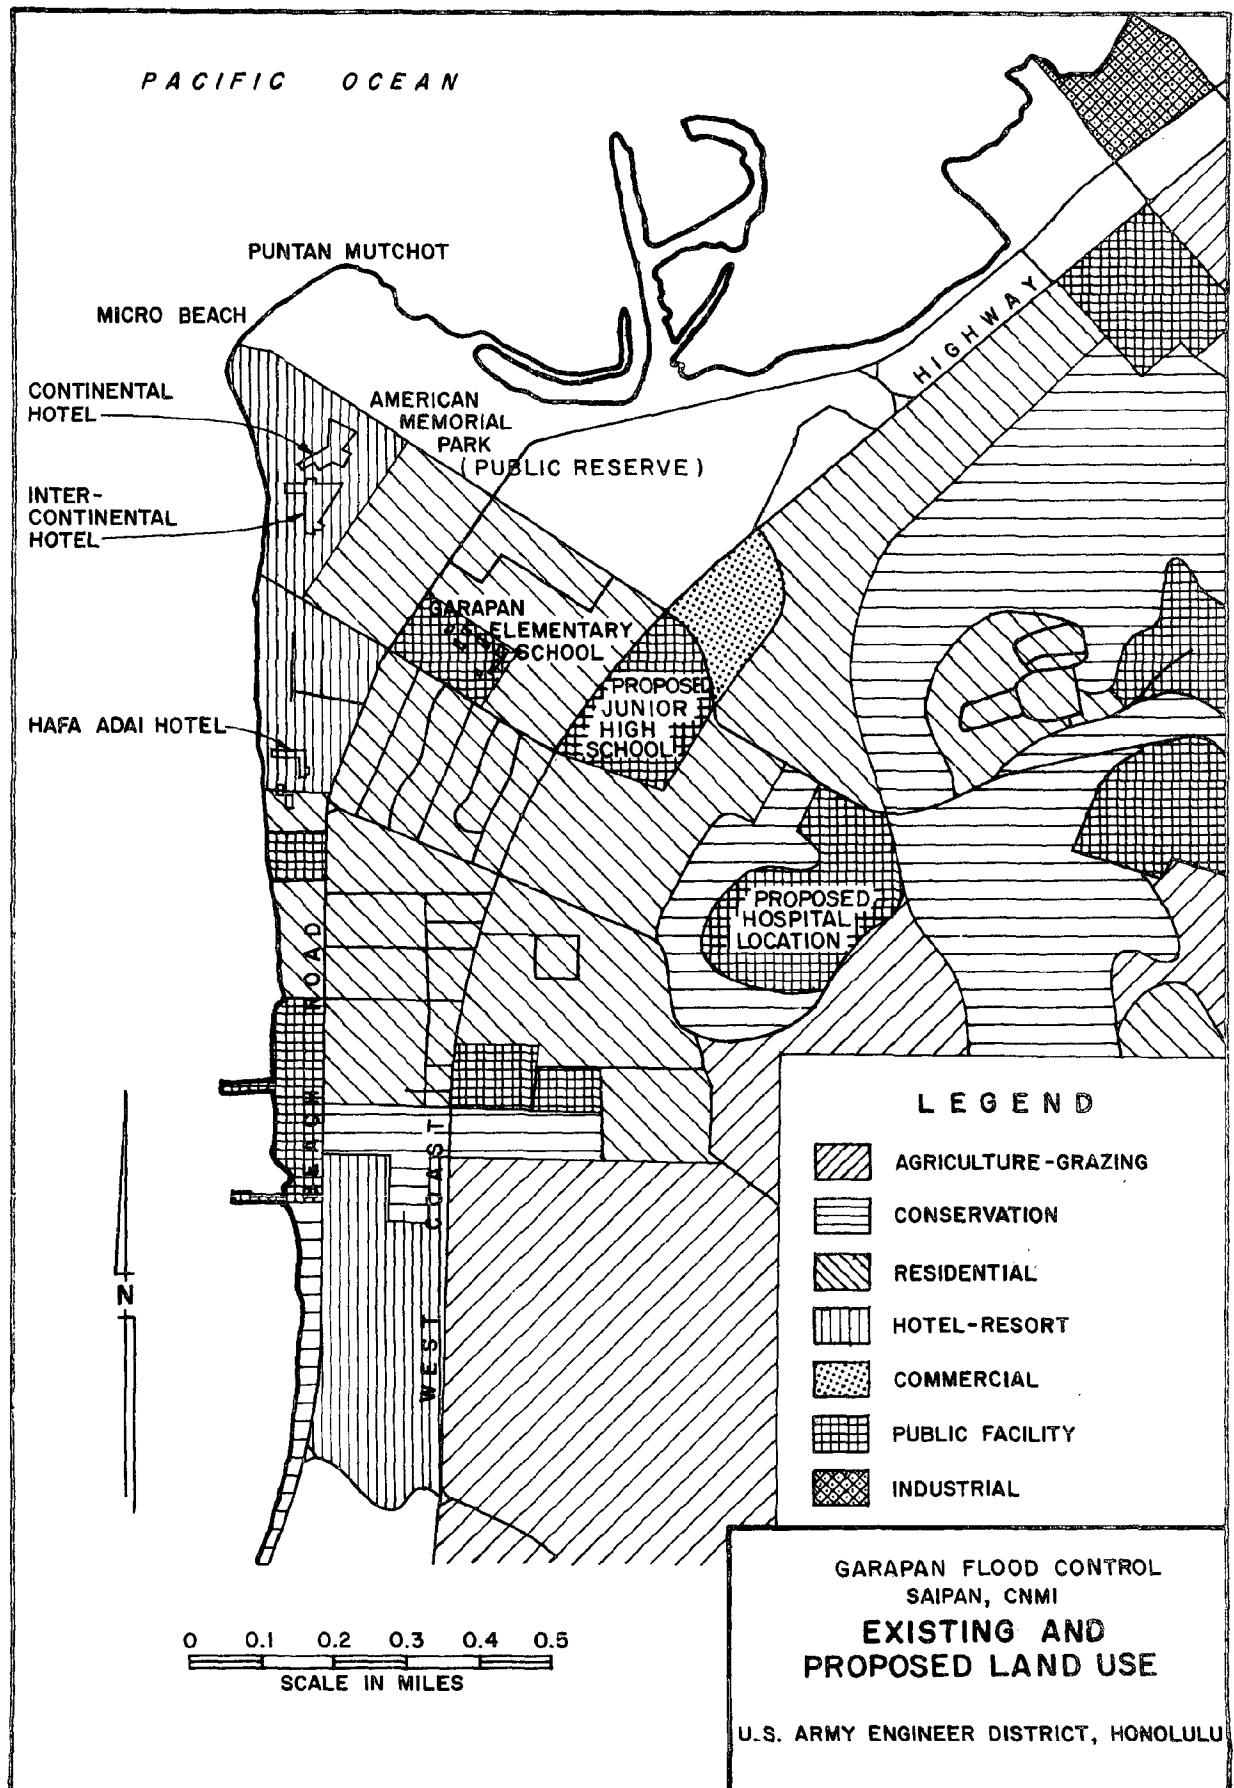 PACIFIC OCEAN
PUNTAN MUTCHOT
MICRO BEACH
CONTINENTAL
HOTEL
AMERICAN
MEMORIAL
PARK
(PUBLIC RESERVE)
HIGHWAY
INTER-
CONTINENTAL
HOTEL
GARAPAN
ELEMENTARY
SCHOOL
PROPOSED
JUNIOR
HIGH
SCHOOL
HAFA ADAI HOTEL
PROPOSED
HOSPITAL
LOCATION
BEACH ROAD
WEST COAST
N
LEGEND
AGRICULTURE-GRAZING
CONSERVATION
RESIDENTIAL
HOTEL-RESORT
COMMERCIAL
PUBLIC FACILITY
INDUSTRIAL
0 0.1 0.2 0.3 0.4 0.5
SCALE IN MILES
GARAPAN FLOOD CONTROL
SAIPAN, CNMI
EXISTING AND
PROPOSED LAND USE
U.S. ARMY ENGINEER DISTRICT, HONOLULU